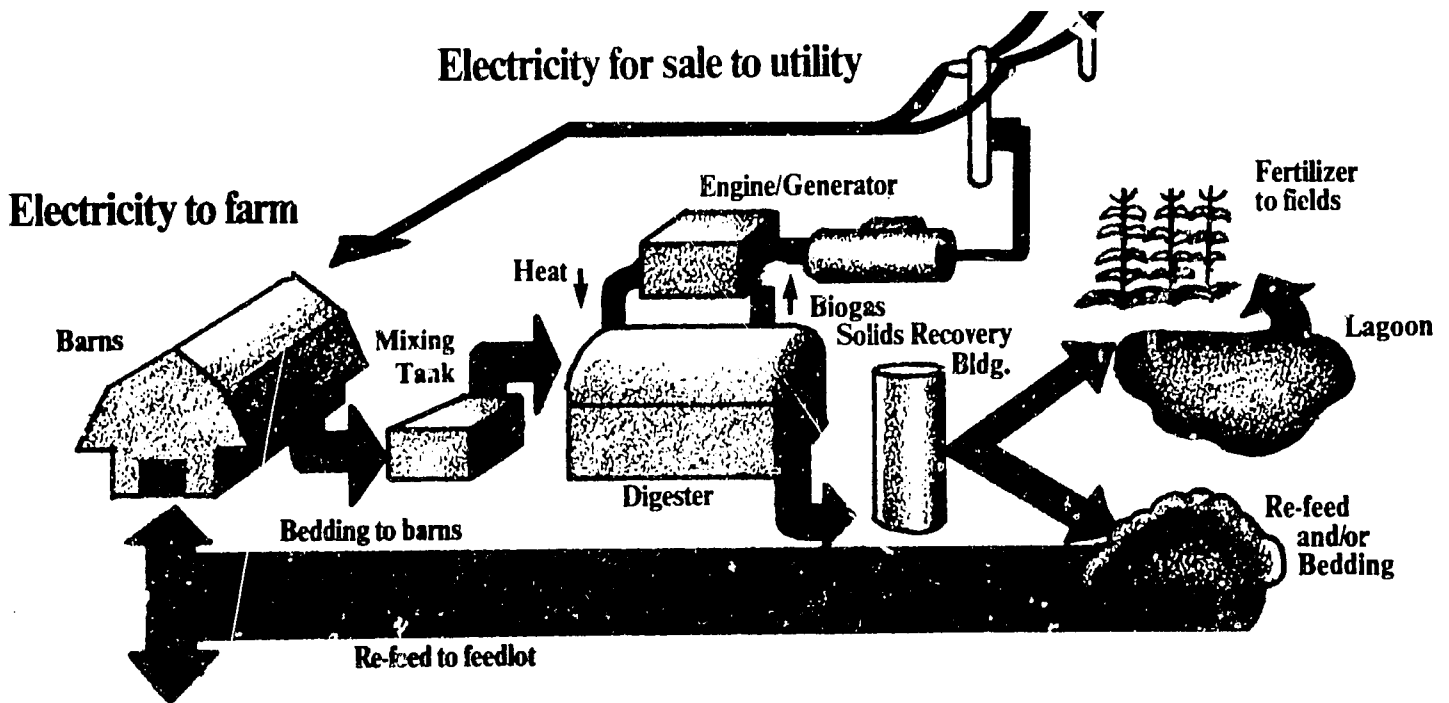 Electricity for sale to utility
Electricity to farm
Engine/Generator
Fertilizer
to fields
Heat
Biogas
Barns
Mixing
Tank
Solids Recovery
Bldg.
Lagoon
Digester
Bedding to barns
Re-feed
and/or
Bedding
Re-feed to feedlot